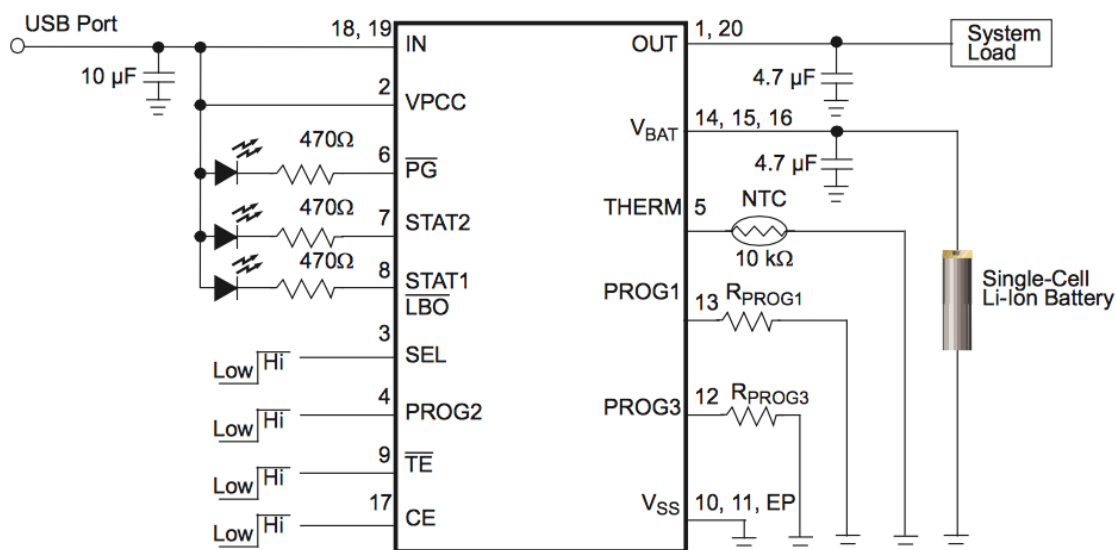 USB Port
10 µF
18, 19
IN
2
VPCC
470Ω
6
PG
470Ω
7
STAT2
470Ω
8
STAT1
LBO
3
SEL
Low Hi
4
PROG2
Low Hi
9
TE
Low Hi
17
CE
Low Hi
OUT
1, 20
System
Load
4.7 µF
VBAT
14, 15, 16
4.7 µF
THERM
5
NTC
10 kΩ
PROG1
13
RPROG1
Single-Cell
Li-Ion Battery
PROG3
12
RPROG3
VSS
10, 11, EP